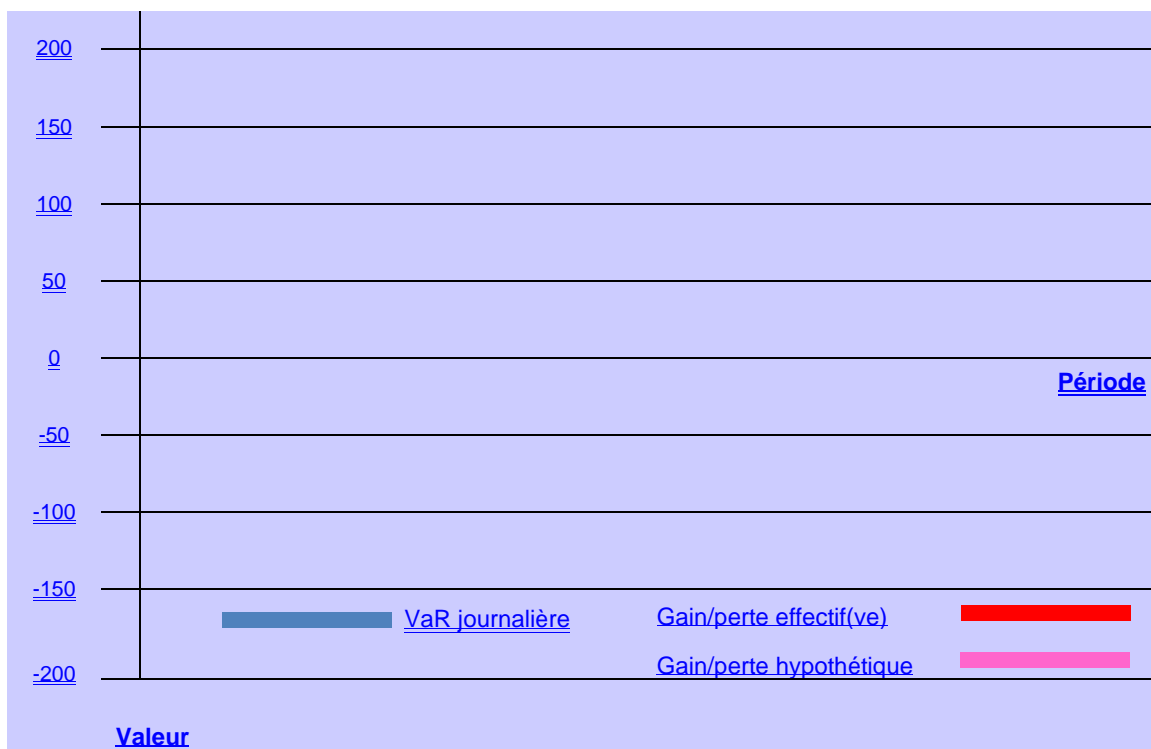 200
150
100
50
0
Période
-50
-100
-150
VaR journalière Gain/perte effectif(ve)
Gain/perte hypothétique
-200
Valeur